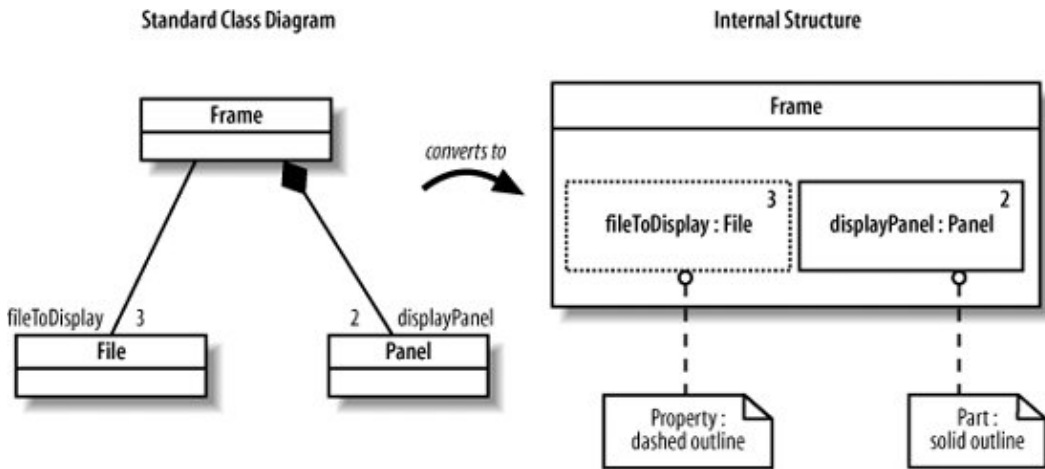 Standard Class Diagram
Internal Structure
Frame
converts to
fileToDisplay
3
2
displayPanel
File
Panel
Frame
3
fileToDisplay : File
2
displayPanel : Panel
Property :
dashed outline
Part :
solid outline